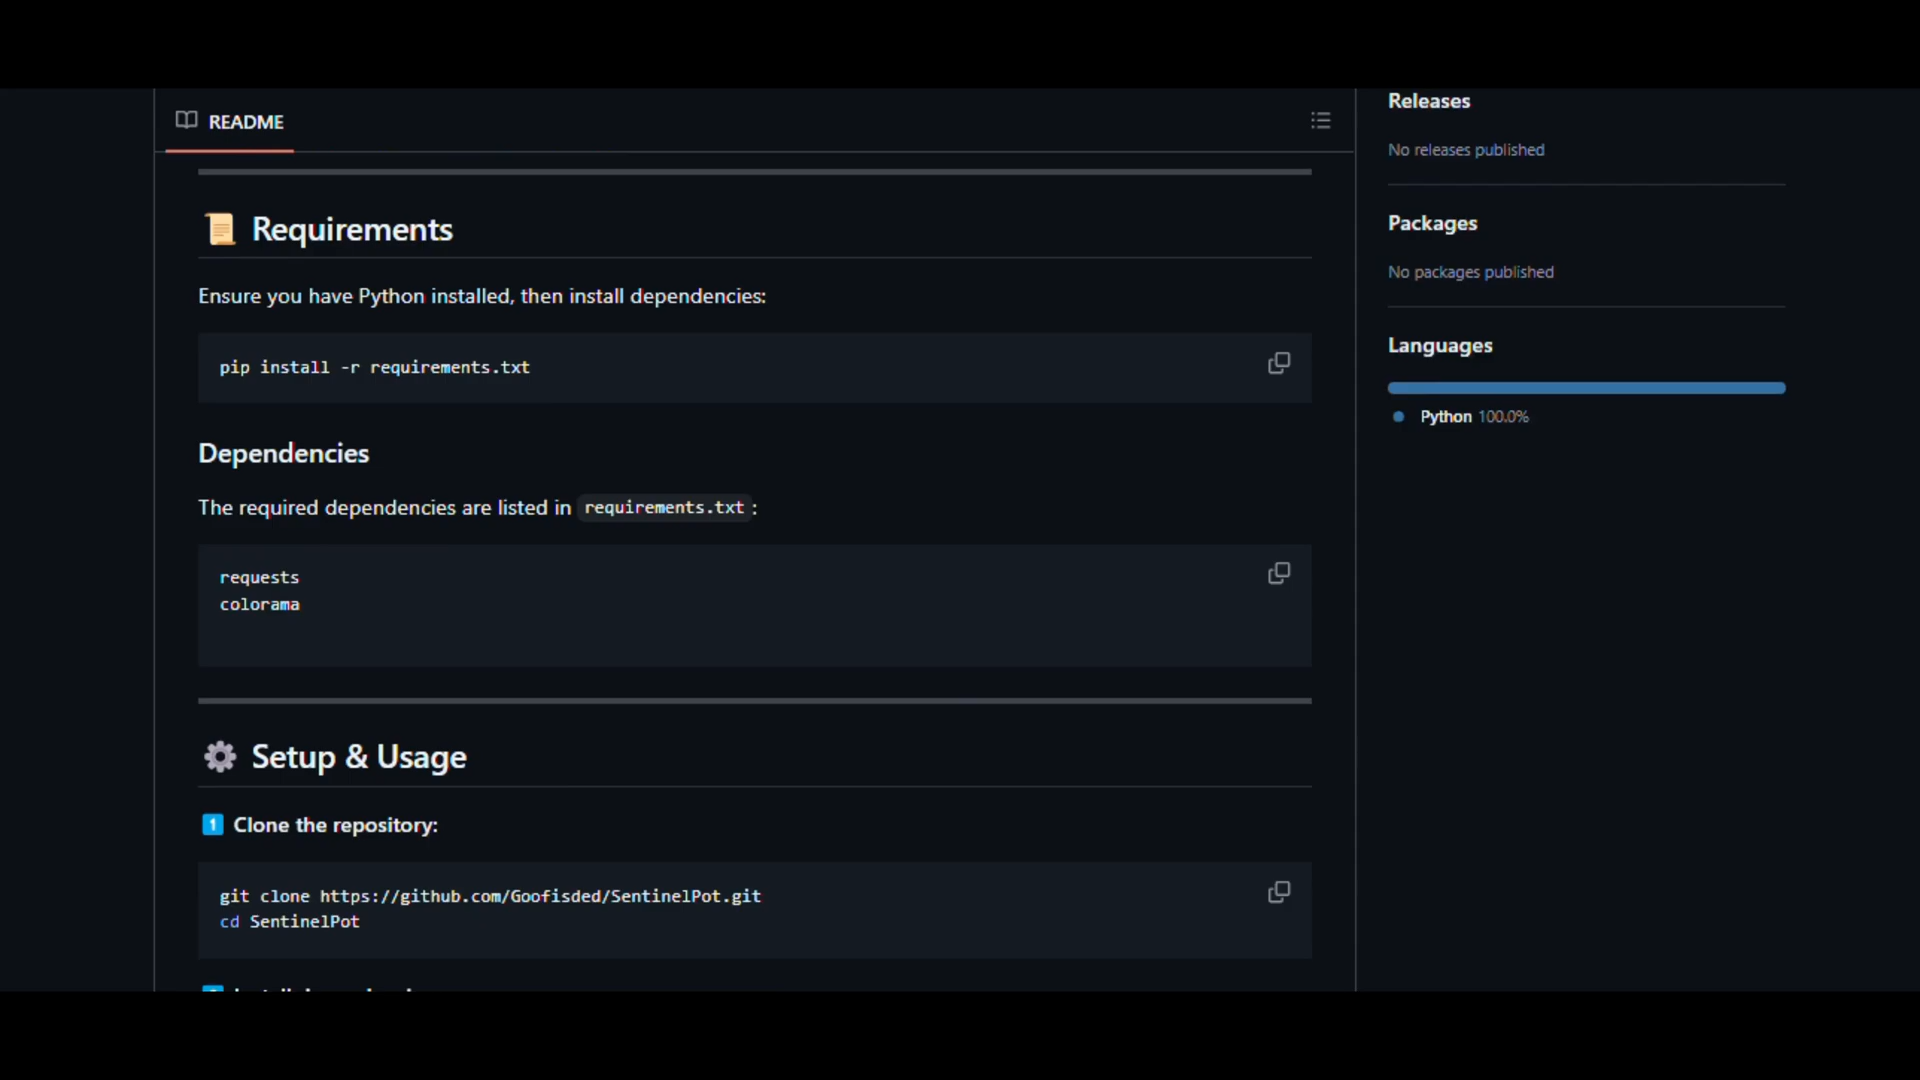 README
Requirements
Ensure you have Python installed, then install dependencies:
pip install -r requirements.txt
Dependencies
The required dependencies are listed in requirements.txt:
requests
colorama
Setup & Usage
1 Clone the repository:
git clone https://github.com/Goofisded/SentinelPot.git
cd SentinelPot
Releases
No releases published
Packages
No packages published
Languages
Python 100.0%